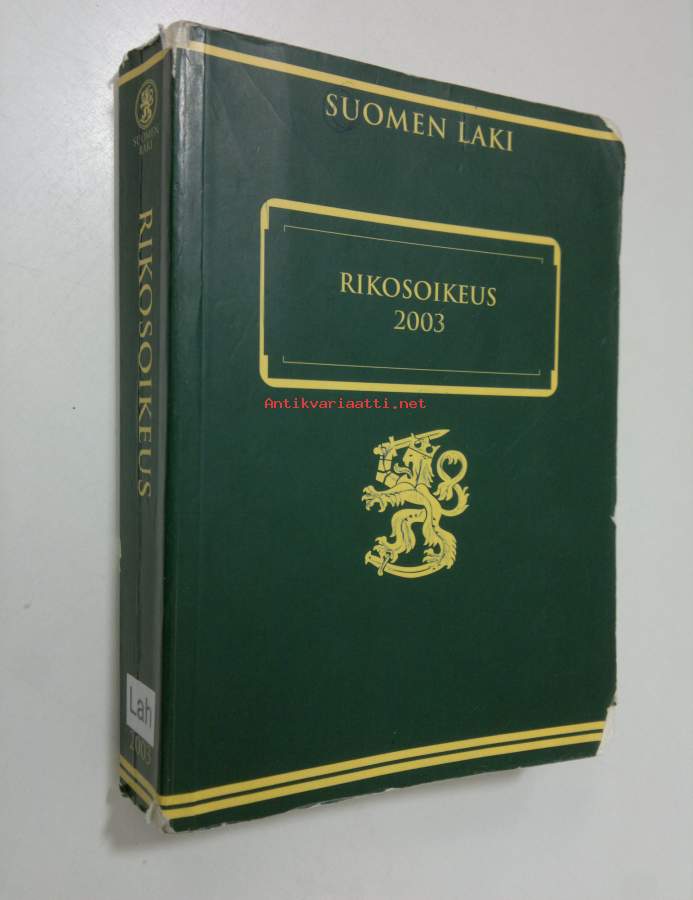 SUOMEN LAKI
RIKOSOIKEUS
2003
Antikvariaatti.net
SUOMEN
LAKI
RIKOSOIKEUS
Lah
2003